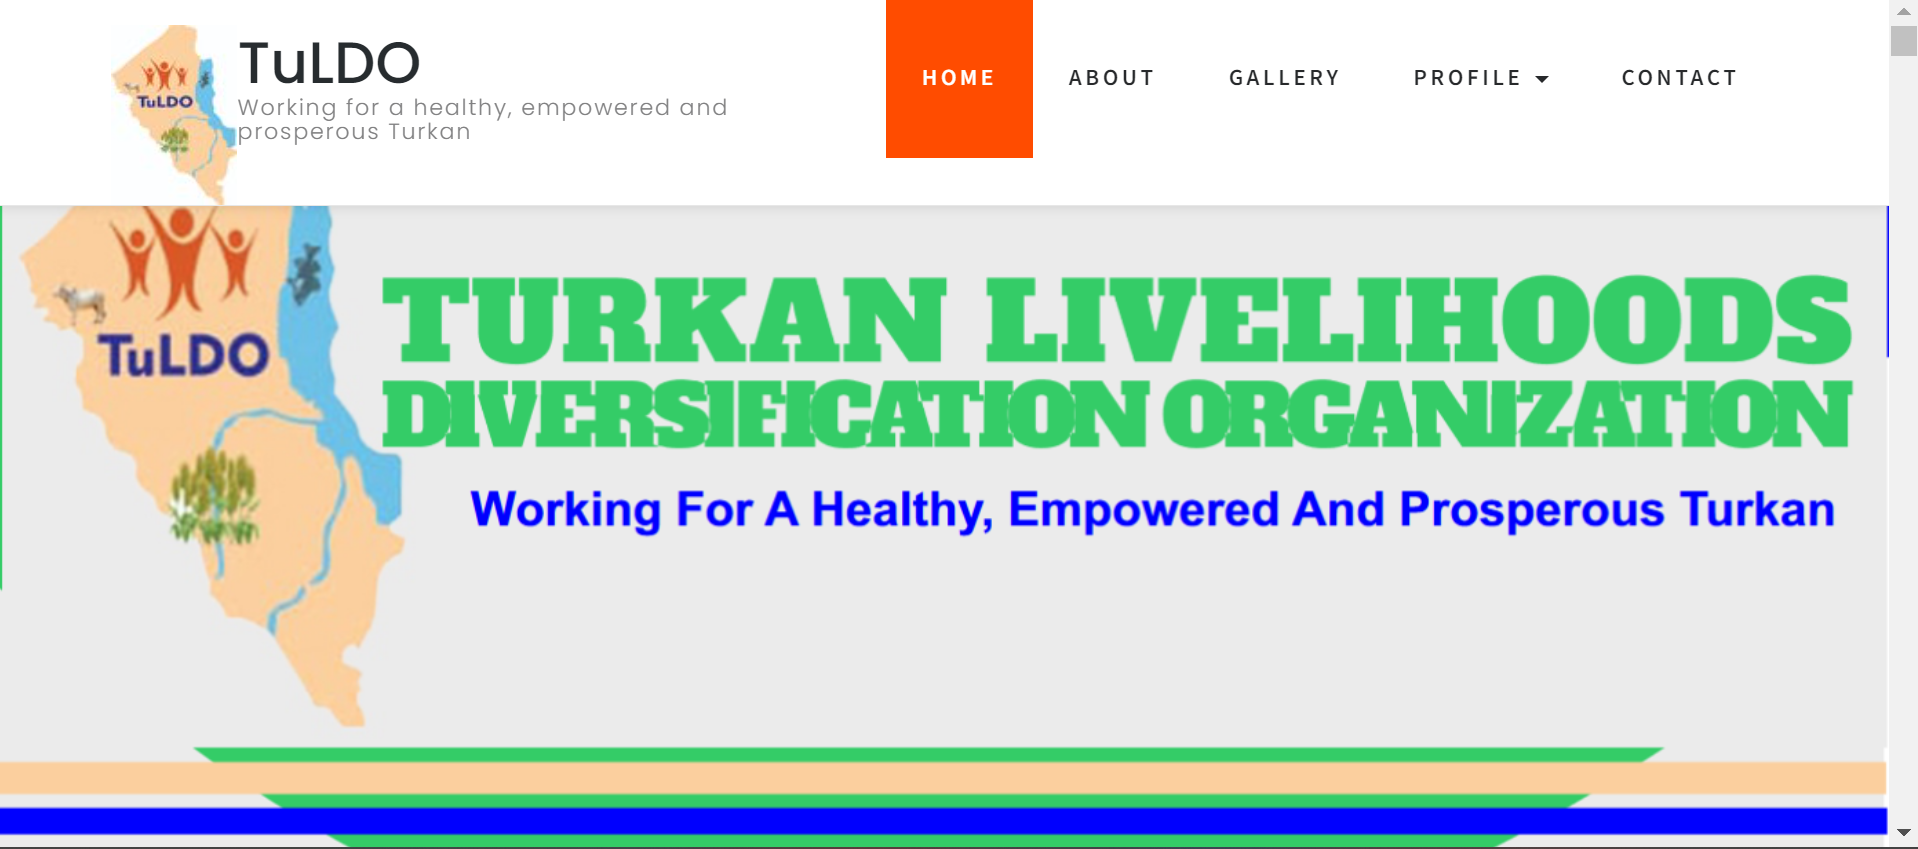 TuLDO
TuLDO
Working for a healthy, empowered and
prosperous Turkan
HOME
ABOUT
GALLERY
PROFILE
CONTACT
TuLDO
TURKAN LIVELIHOODS
DIVERSIFICATION ORGANIZATION
Working For A Healthy, Empowered And Prosperous Turkan